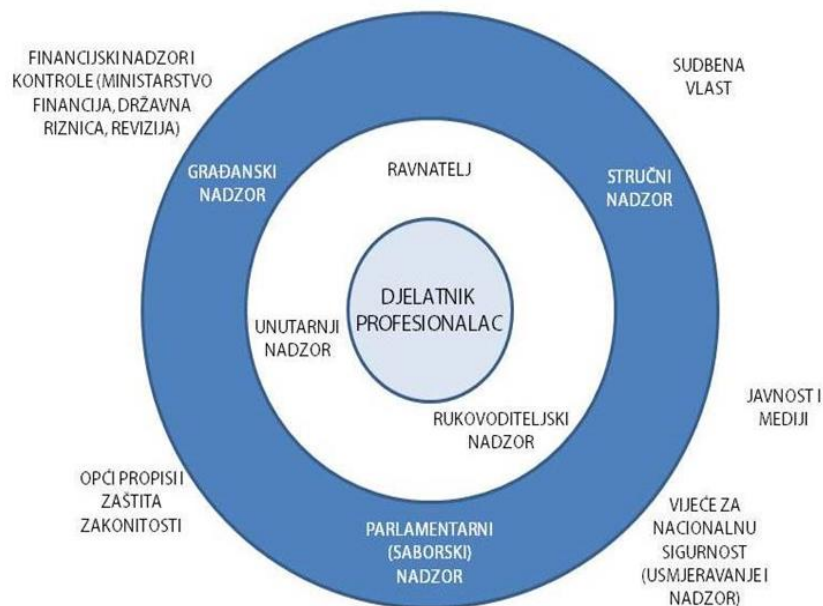 FINANCIJSKI NADZOR I
KONTROLE (MINISTARSTVO
FINANCIJA, DRŽAVNA
RIZNICA, REVIZIJA)
SUDBENA
VLAST
GRAĐANSKI
NADZOR
RAVNATELJ
STRUČNI
NADZOR
DJELATNIK
PROFESIONALAC
UNUTARNJI
NADZOR
RUKOVODITELJSKI
NADZOR
JAVNOST I
MEDIJI
OPĆI PROPISI I
ZAŠTITA
ZAKONITOSTI
PARLAMENTARNI
(SABORSKI)
NADZOR
VIJEĆE ZA
NACIONALNU
SIGURNOST
(USMJERAVANJE I
NADZOR)